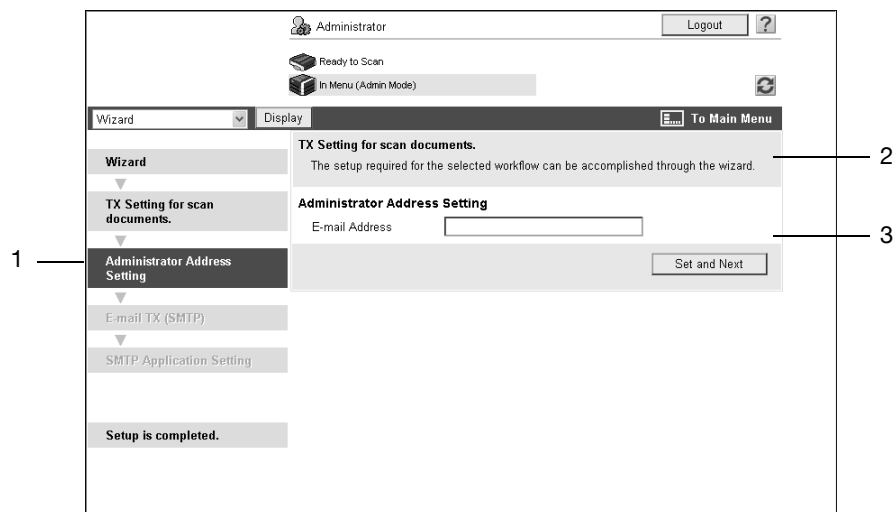 Administrator
Logout
?
Ready to Scan
In Menu (Admin Mode)
Wizard
Display
To Main Menu
Wizard
TX Setting for scan
documents.
Administrator Address
Setting
E-mail TX (SMTP)
SMTP Application Setting
Setup is completed.
TX Setting for scan documents.
The setup required for the selected workflow can be accomplished through the wizard.
Administrator Address Setting
E-mail Address
Set and Next
1
2
3